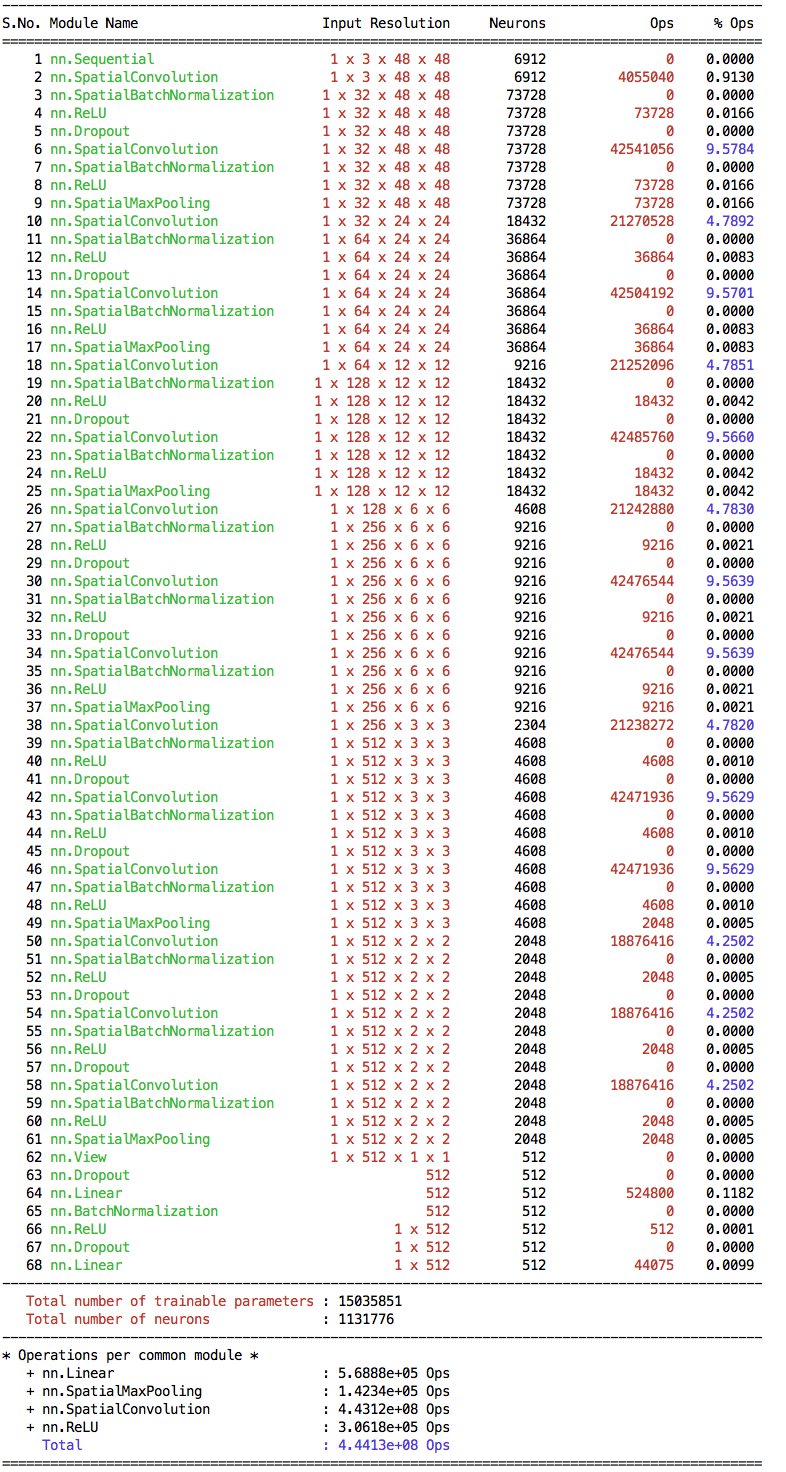 S.No. Module Name Input Resolution Neurons Ops % Ops
1 nn.Sequential 1 x 3 x 48 x 48 6912 0 0.0000
2 nn.SpatialConvolution 1 x 3 x 48 x 48 6912 4055040 0.9130
3 nn.SpatialBatchNormalization 1 x 32 x 48 x 48 73728 0 0.0000
4 nn.ReLU 1 x 32 x 48 x 48 73728 73728 0.0166
5 nn.Dropout 1 x 32 x 48 x 48 73728 0 0.0000
6 nn.SpatialConvolution 1 x 32 x 48 x 48 73728 42541056 9.5784
7 nn.SpatialBatchNormalization 1 x 32 x 48 x 48 73728 0 0.0000
8 nn.ReLU 1 x 32 x 48 x 48 73728 73728 0.0166
9 nn.SpatialMaxPooling 1 x 32 x 48 x 48 73728 73728 0.0166
10 nn.SpatialConvolution 1 x 32 x 24 x 24 18432 21270528 4.7892
11 nn.SpatialBatchNormalization 1 x 64 x 24 x 24 36864 0 0.0000
12 nn.ReLU 1 x 64 x 24 x 24 36864 36864 0.0083
13 nn.Dropout 1 x 64 x 24 x 24 36864 0 0.0000
14 nn.SpatialConvolution 1 x 64 x 24 x 24 36864 42504192 9.5701
15 nn.SpatialBatchNormalization 1 x 64 x 24 x 24 36864 0 0.0000
16 nn.ReLU 1 x 64 x 24 x 24 36864 36864 0.0083
17 nn.SpatialMaxPooling 1 x 64 x 24 x 24 36864 36864 0.0083
18 nn.SpatialConvolution 1 x 64 x 12 x 12 9216 21252096 4.7851
19 nn.SpatialBatchNormalization 1 x 128 x 12 x 12 18432 0 0.0000
20 nn.ReLU 1 x 128 x 12 x 12 18432 18432 0.0042
21 nn.Dropout 1 x 128 x 12 x 12 18432 0 0.0000
22 nn.SpatialConvolution 1 x 128 x 12 x 12 18432 42485760 9.5660
23 nn.SpatialBatchNormalization 1 x 128 x 12 x 12 18432 0 0.0000
24 nn.ReLU 1 x 128 x 12 x 12 18432 18432 0.0042
25 nn.SpatialMaxPooling 1 x 128 x 12 x 12 18432 18432 0.0042
26 nn.SpatialConvolution 1 x 128 x 6 x 6 4608 21242880 4.7830
27 nn.SpatialBatchNormalization 1 x 256 x 6 x 6 9216 0 0.0000
28 nn.ReLU 1 x 256 x 6 x 6 9216 9216 0.0021
29 nn.Dropout 1 x 256 x 6 x 6 9216 0 0.0000
30 nn.SpatialConvolution 1 x 256 x 6 x 6 9216 42476544 9.5639
31 nn.SpatialBatchNormalization 1 x 256 x 6 x 6 9216 0 0.0000
32 nn.ReLU 1 x 256 x 6 x 6 9216 9216 0.0021
33 nn.Dropout 1 x 256 x 6 x 6 9216 0 0.0000
34 nn.SpatialConvolution 1 x 256 x 6 x 6 9216 42476544 9.5639
35 nn.SpatialBatchNormalization 1 x 256 x 6 x 6 9216 0 0.0000
36 nn.ReLU 1 x 256 x 6 x 6 9216 9216 0.0021
37 nn.SpatialMaxPooling 1 x 256 x 6 x 6 9216 9216 0.0021
38 nn.SpatialConvolution 1 x 256 x 3 x 3 2304 21238272 4.7820
39 nn.SpatialBatchNormalization 1 x 512 x 3 x 3 4608 0 0.0000
40 nn.ReLU 1 x 512 x 3 x 3 4608 4608 0.0010
41 nn.Dropout 1 x 512 x 3 x 3 4608 0 0.0000
42 nn.SpatialConvolution 1 x 512 x 3 x 3 4608 42471936 9.5629
43 nn.SpatialBatchNormalization 1 x 512 x 3 x 3 4608 0 0.0000
44 nn.ReLU 1 x 512 x 3 x 3 4608 4608 0.0010
45 nn.Dropout 1 x 512 x 3 x 3 4608 0 0.0000
46 nn.SpatialConvolution 1 x 512 x 3 x 3 4608 42471936 9.5629
47 nn.SpatialBatchNormalization 1 x 512 x 3 x 3 4608 0 0.0000
48 nn.ReLU 1 x 512 x 3 x 3 4608 4608 0.0010
49 nn.SpatialMaxPooling 1 x 512 x 3 x 3 4608 2048 0.0005
50 nn.SpatialConvolution 1 x 512 x 2 x 2 2048 18876416 4.2502
51 nn.SpatialBatchNormalization 1 x 512 x 2 x 2 2048 0 0.0000
52 nn.ReLU 1 x 512 x 2 x 2 2048 2048 0.0005
53 nn.Dropout 1 x 512 x 2 x 2 2048 0 0.0000
54 nn.SpatialConvolution 1 x 512 x 2 x 2 2048 18876416 4.2502
55 nn.SpatialBatchNormalization 1 x 512 x 2 x 2 2048 0 0.0000
56 nn.ReLU 1 x 512 x 2 x 2 2048 2048 0.0005
57 nn.Dropout 1 x 512 x 2 x 2 2048 0 0.0000
58 nn.SpatialConvolution 1 x 512 x 2 x 2 2048 18876416 4.2502
59 nn.SpatialBatchNormalization 1 x 512 x 2 x 2 2048 0 0.0000
60 nn.ReLU 1 x 512 x 2 x 2 2048 2048 0.0005
61 nn.SpatialMaxPooling 1 x 512 x 2 x 2 2048 2048 0.0005
62 nn.View 1 x 512 x 1 x 1 512 0 0.0000
63 nn.Dropout 512 512 0 0.0000
64 nn.Linear 512 512 524800 0.1182
65 nn.BatchNormalization 512 512 0 0.0000
66 nn.ReLU 1 x 512 512 512 0.0001
67 nn.Dropout 1 x 512 512 0 0.0000
68 nn.Linear 1 x 512 512 44075 0.0099
Total number of trainable parameters : 15035851
Total number of neurons : 1131776
* Operations per common module *
+ nn.Linear : 5.6888e+05 Ops
+ nn.SpatialMaxPooling : 1.4234e+05 Ops
+ nn.SpatialConvolution : 4.4312e+08 Ops
+ nn.ReLU : 3.0618e+05 Ops
Total : 4.4413e+08 Ops